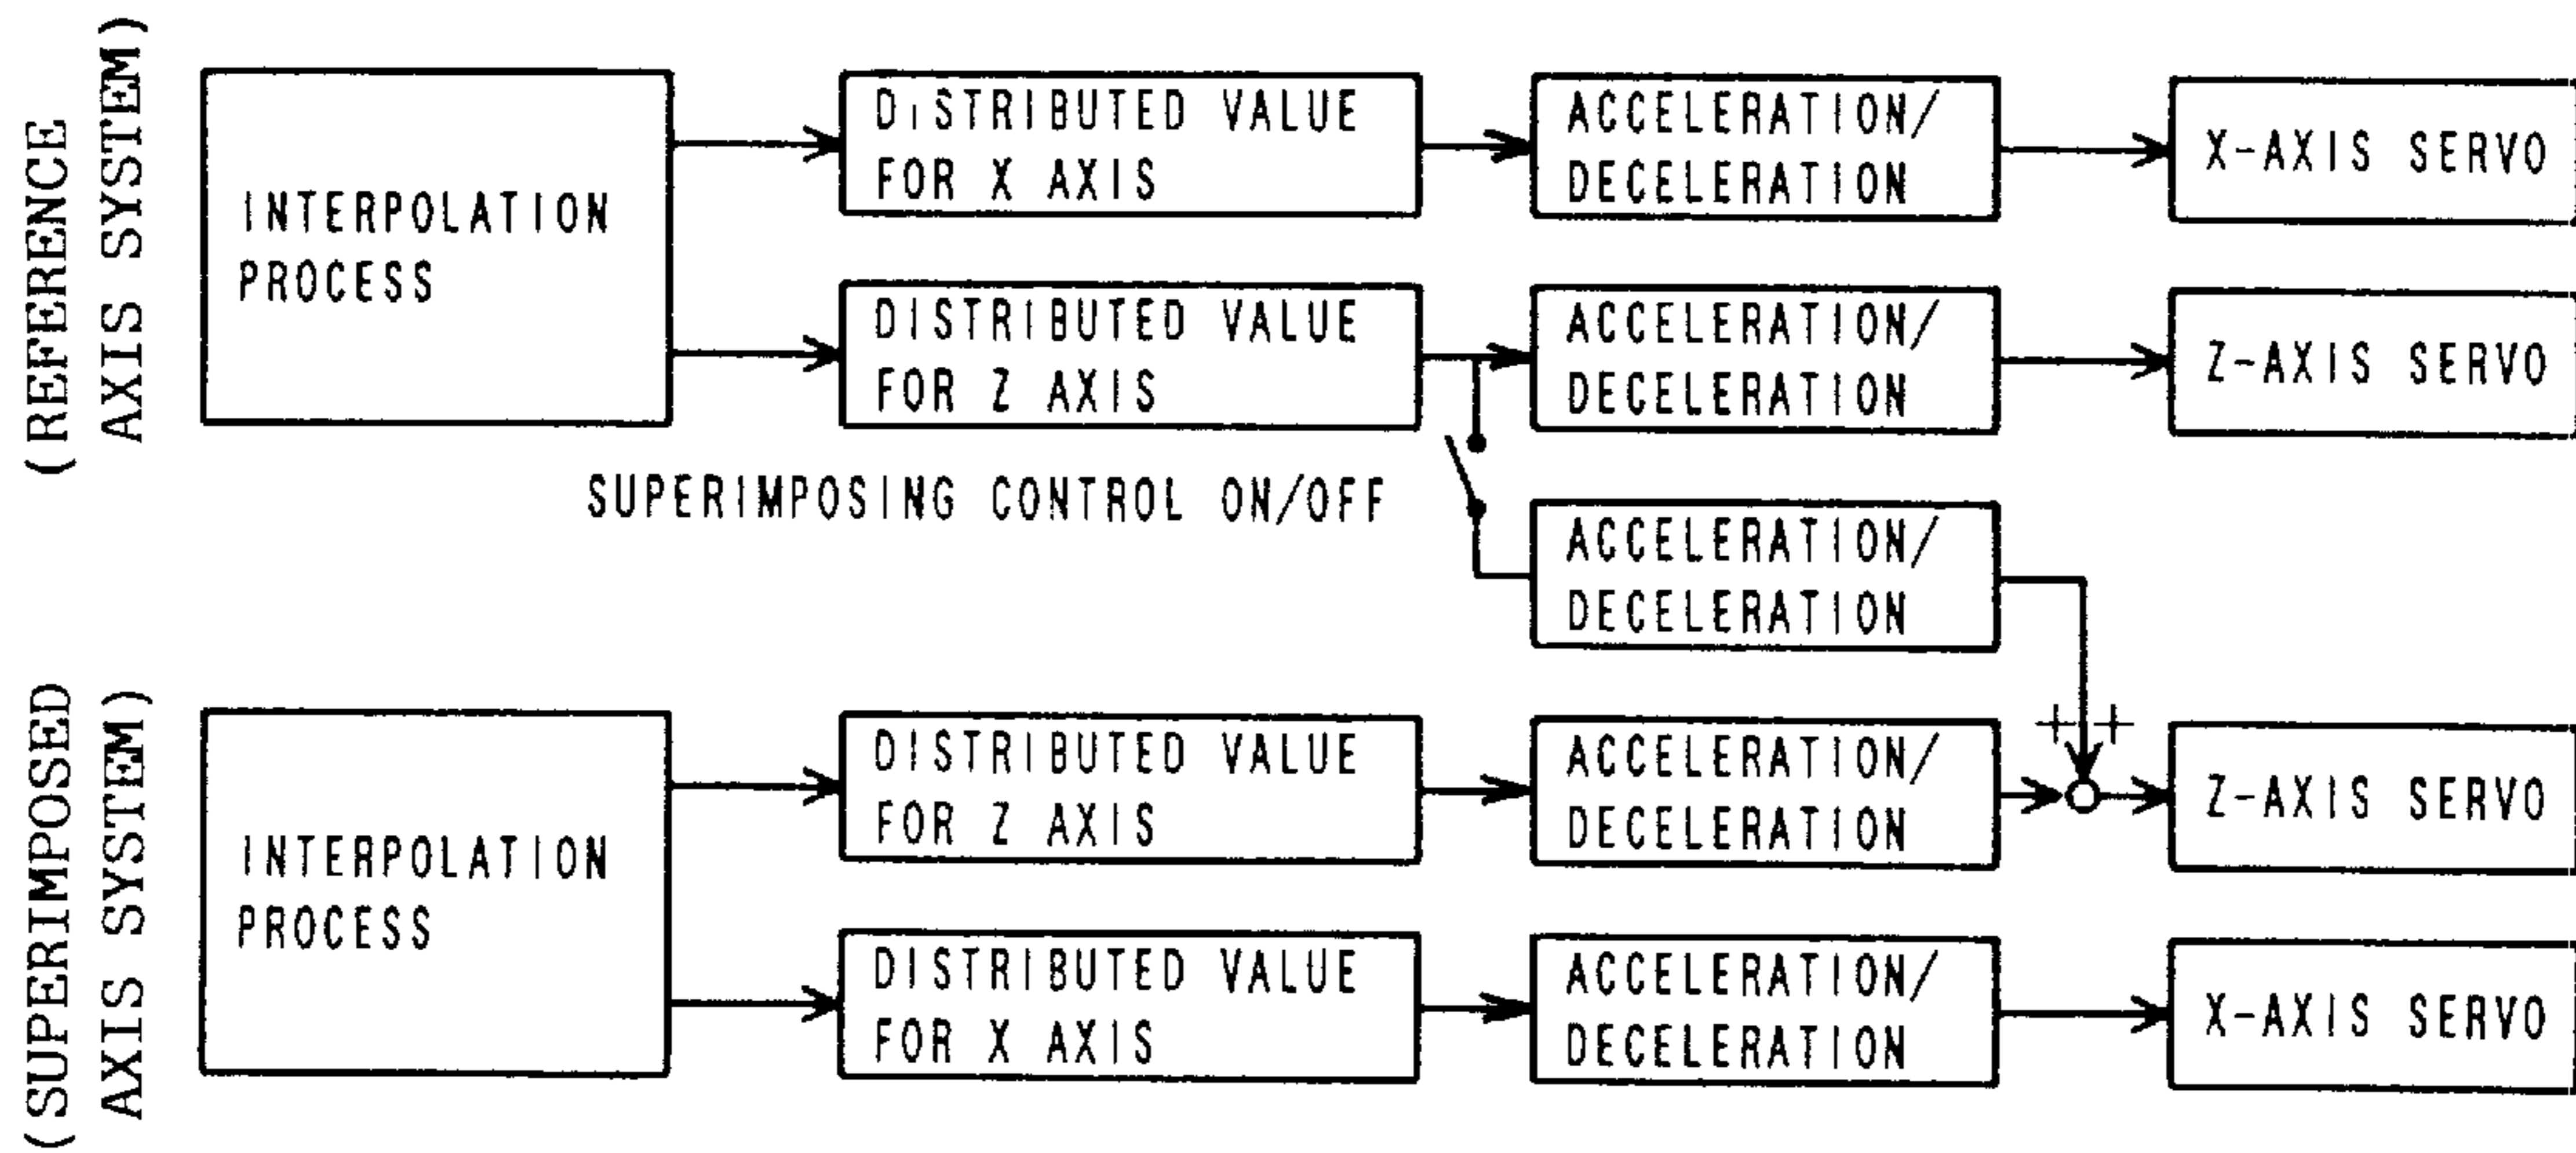 (REFERENCE
AXIS SYSTEM)
INTERPOLATION
PROCESS
DISTRIBUTED VALUE
FOR X AXIS
ACCELERATION/
DECELERATION
X-AXIS SERVO
DISTRIBUTED VALUE
FOR Z AXIS
ACCELERATION/
DECELERATION
Z-AXIS SERVO
SUPERIMPOSING CONTROL ON/OFF
ACCELERATION/
DECELERATION
(SUPERIMPOSED
AXIS SYSTEM)
INTERPOLATION
PROCESS
DISTRIBUTED VALUE
FOR Z AXIS
ACCELERATION/
DECELERATION
+ +
Z-AXIS SERVO
DISTRIBUTED VALUE
FOR X AXIS
ACCELERATION/
DECELERATION
X-AXIS SERVO